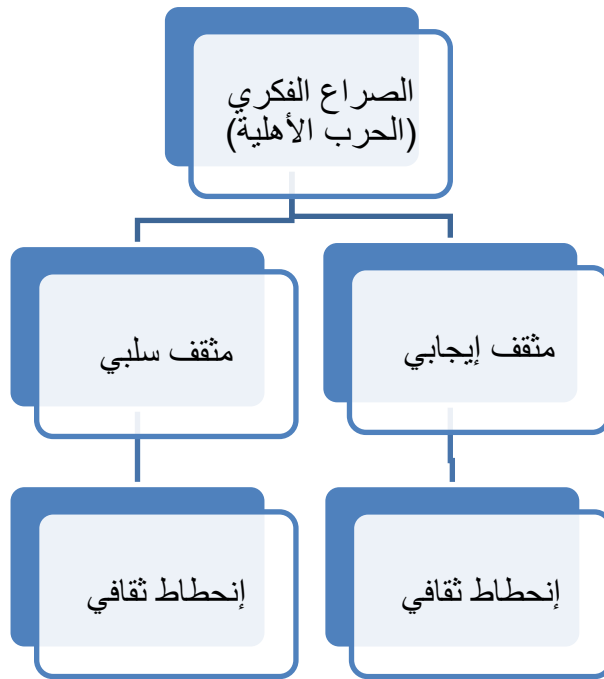 الصراع الفكري
(الحرب الأهلية)
مثقف إيجابي
مثقف سلبي
إنحطاط ثقافي
إنحطاط ثقافي